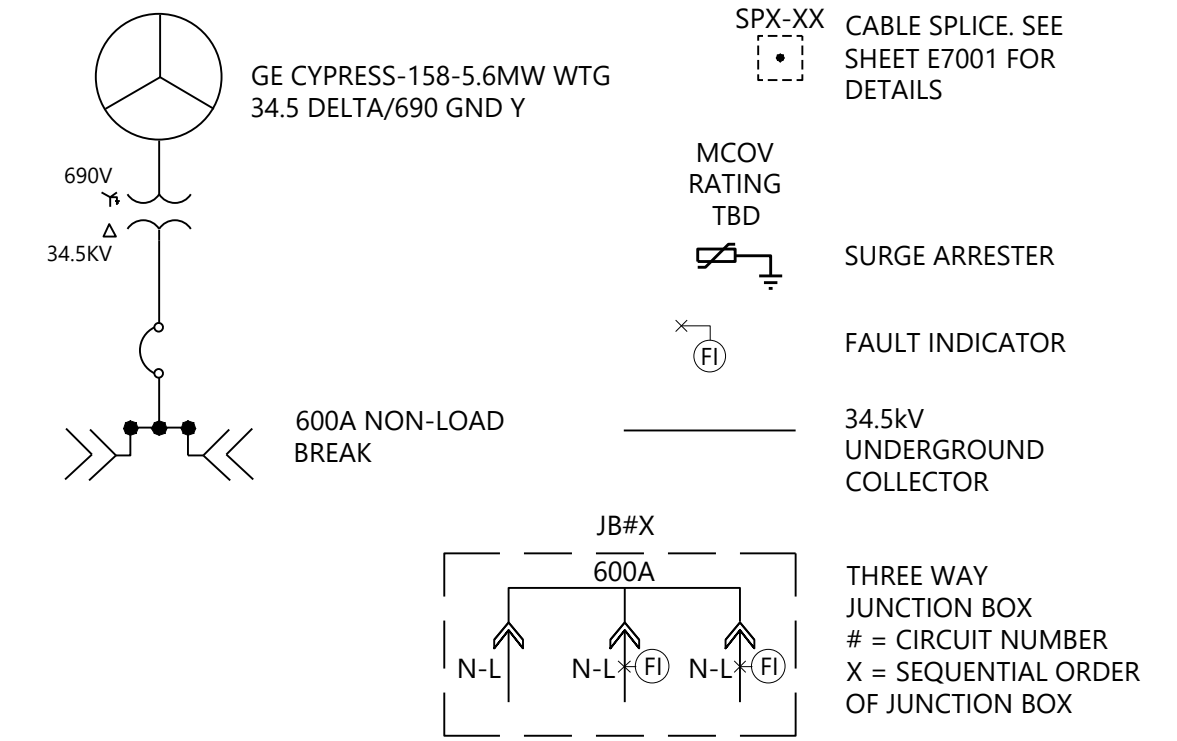 GE CYPRESS-158-5.6MW WTG
34.5 DELTA/690 GND Y
690V
34.5KV
600A NON-LOAD
BREAK
SPX-XX
CABLE SPLICE. SEE
SHEET E7001 FOR
DETAILS
MCOV
RATING
TBD
SURGE ARRESTER
FI
FAULT INDICATOR
34.5kV
UNDERGROUND
COLLECTOR
JB#X
600A
N-L
N-L
FI
N-L
FI
THREE WAY
JUNCTION BOX
# = CIRCUIT NUMBER
X = SEQUENTIAL ORDER
OF JUNCTION BOX